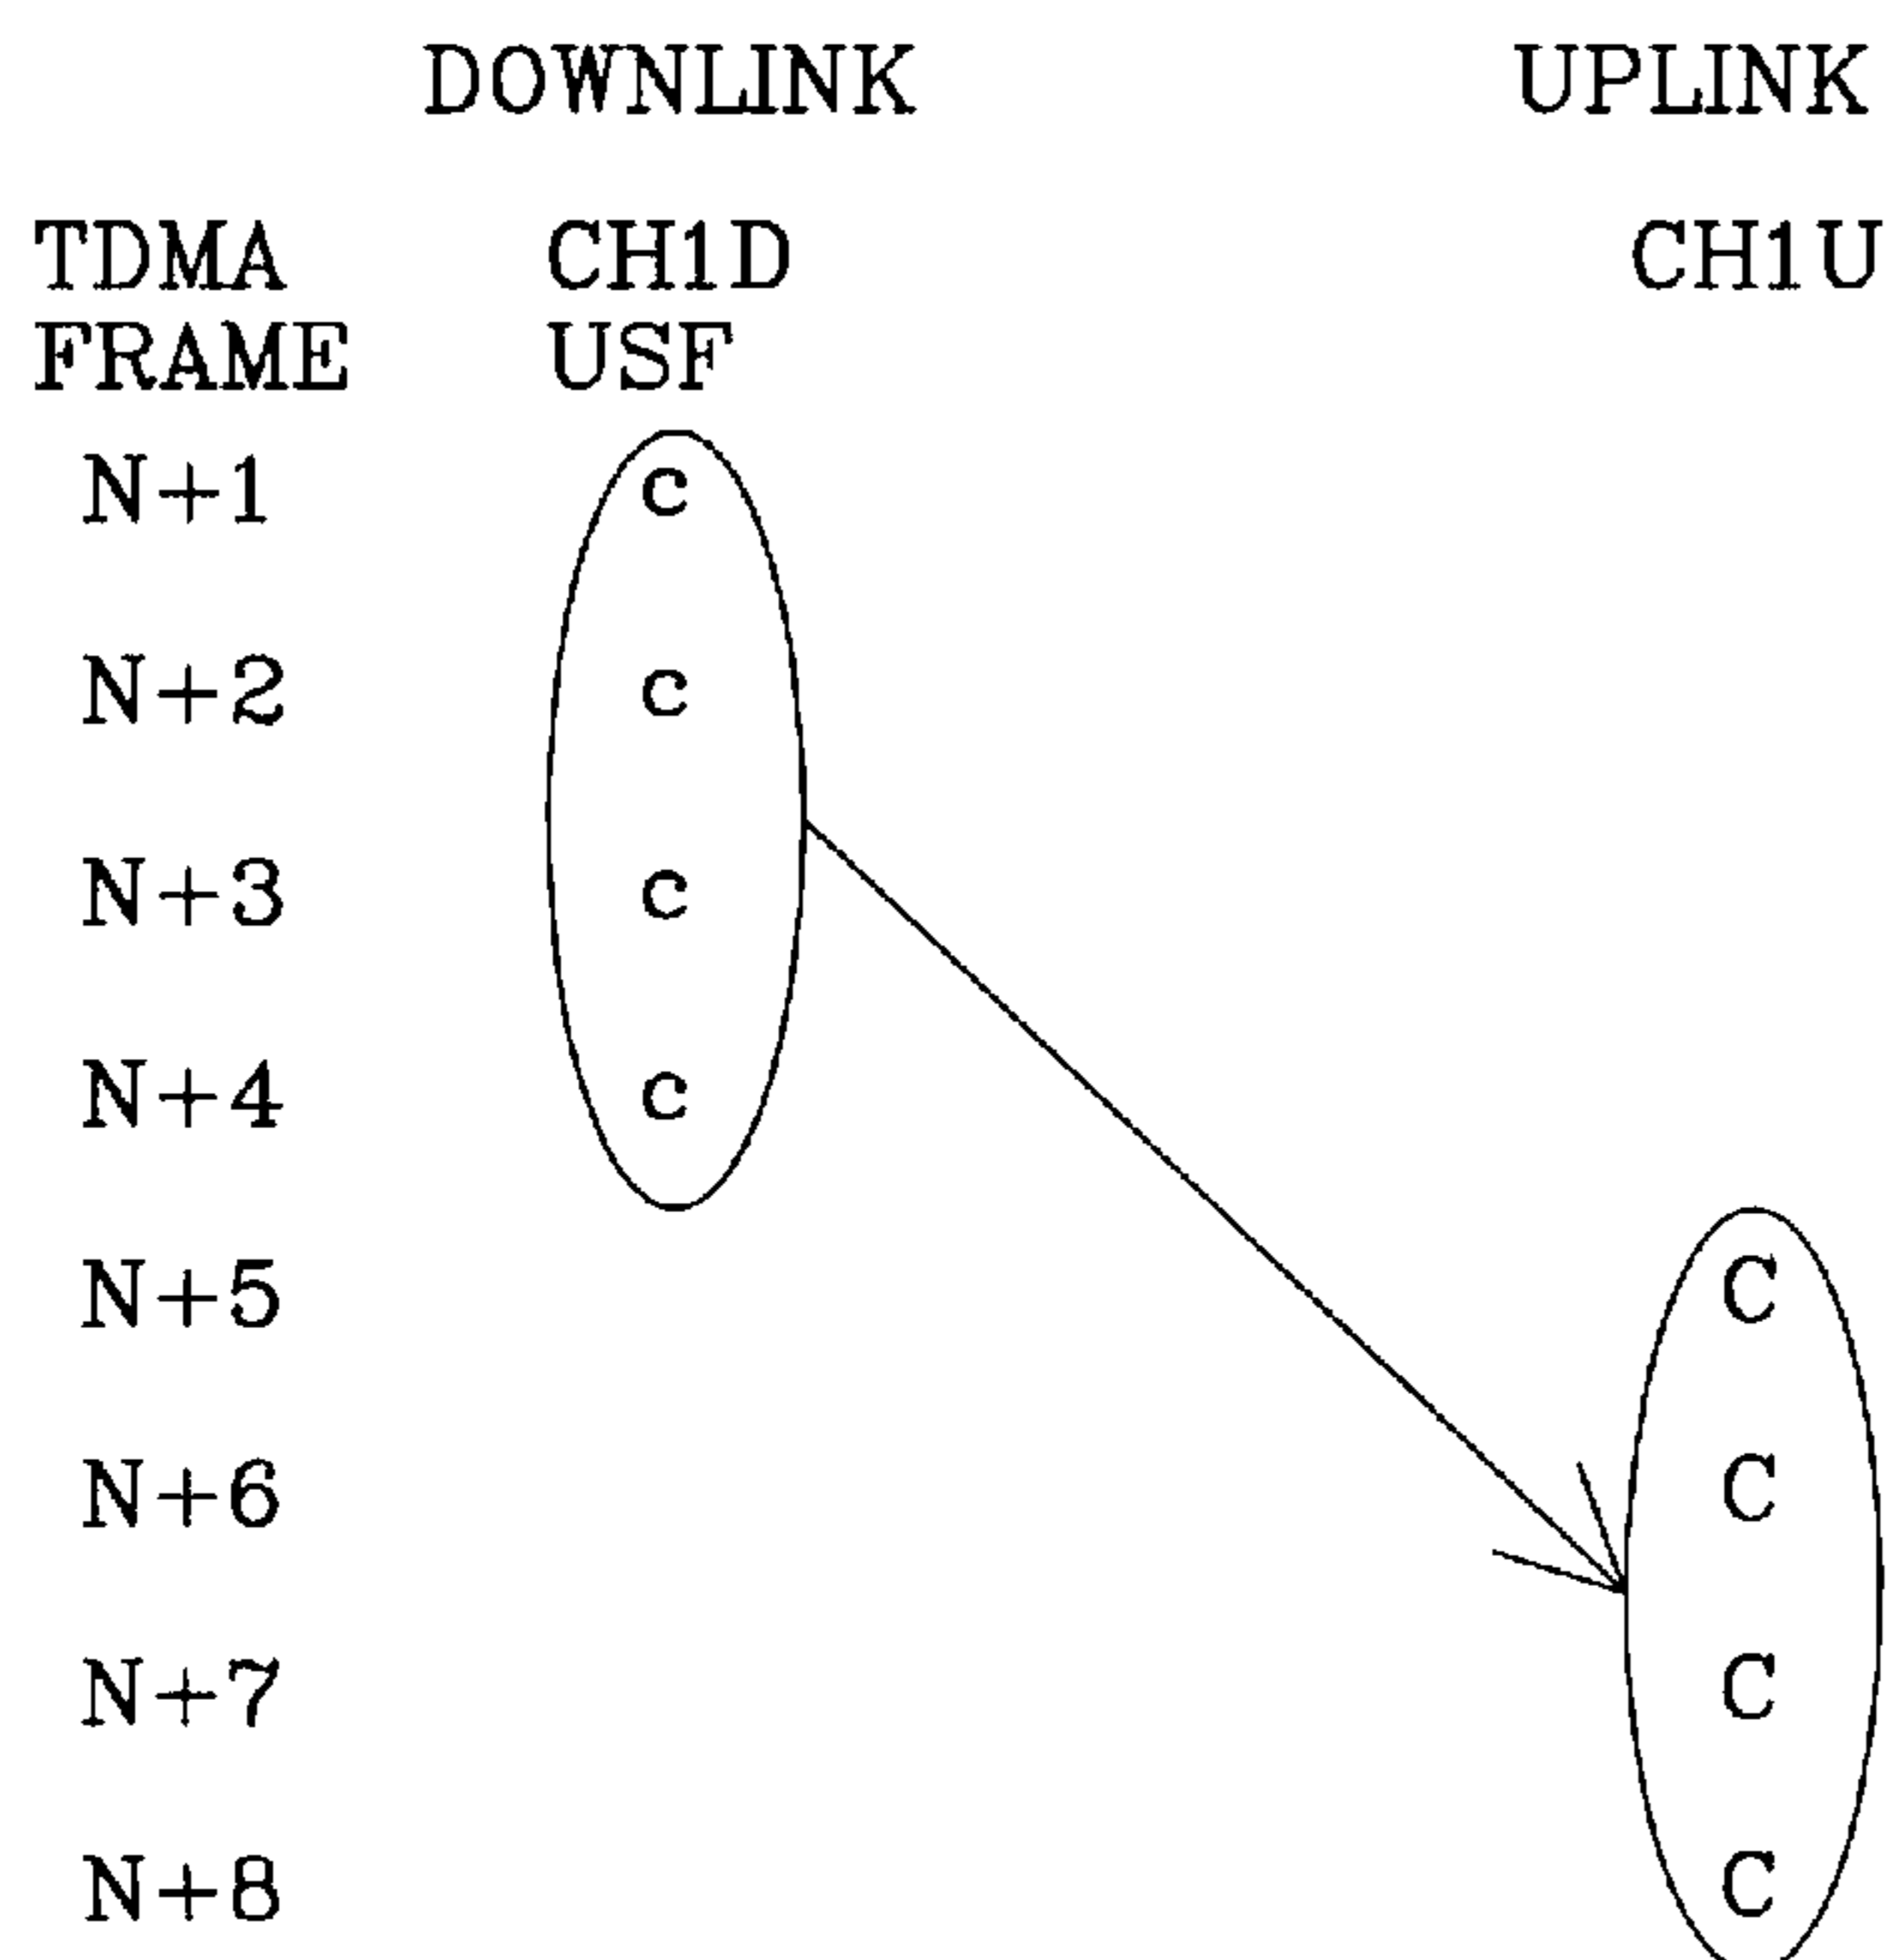 DOWNLINK UPLINK
TDMA CH1D CH1U
FRAME USF
N+1 c
N+2 c
N+3 c
N+4 c
N+5 C
N+6 C
N+7 C
N+8 C